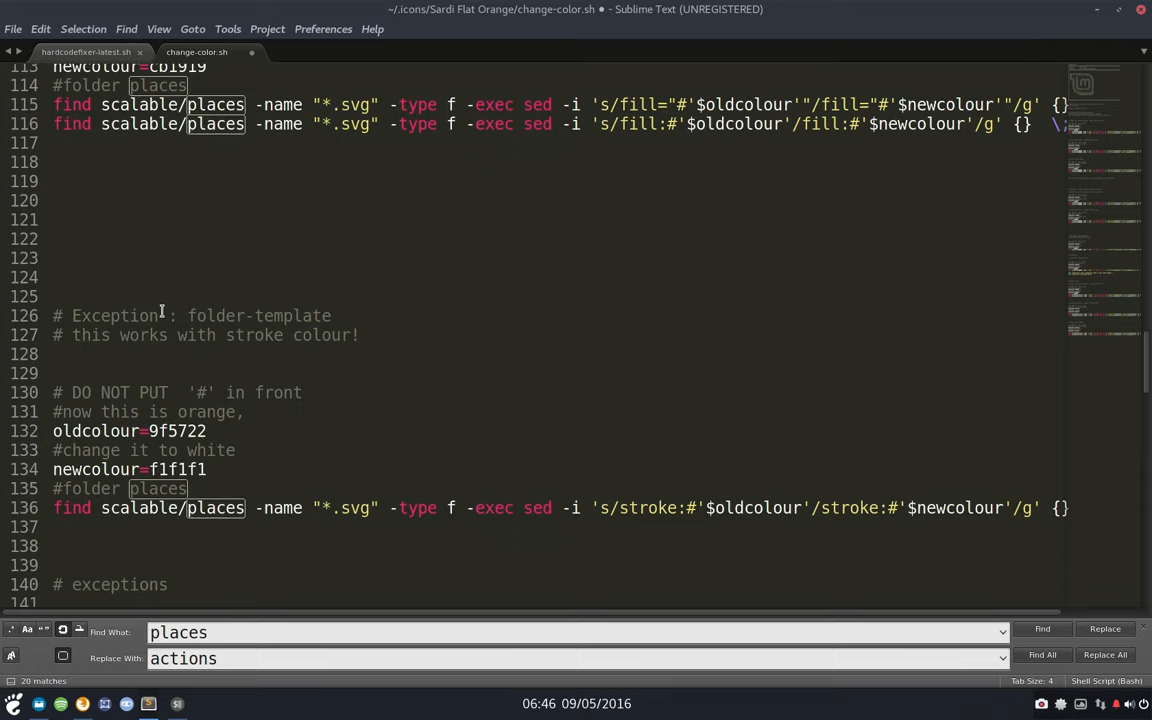 ~/.icons/Sardi Flat Orange/change-color.sh • - Sublime Text (UNREGISTERED)
File Edit Selection Find View Goto Tools Project Preferences Help
hardcodefixer-latest.sh × change-color.sh
113 newcolour=cb1919
114 #folder places
115 find scalable/places -name "*.svg" -type f -exec sed -i 's/fill="#'$oldcolour'"/fill="#'$newcolour'"/g' {}
116 find scalable/places -name "*.svg" -type f -exec sed -i 's/fill:#'$oldcolour'/fill:#'$newcolour'/g' {}  \;
117
118
119
120
121
122
123
124
125
126 # Exception : folder-template
127 # this works with stroke colour!
128
129
130 # DO NOT PUT  '#' in front
131 #now this is orange,
132 oldcolour=9f5722
133 #change it to white
134 newcolour=f1f1f1
135 #folder places
136 find scalable/places -name "*.svg" -type f -exec sed -i 's/stroke:#'$oldcolour'/stroke:#'$newcolour'/g' {}
137
138
139
140 # exceptions
141
.* Aa “” Find What: places Find Replace
Replace With: actions Find All Replace All
20 matches Tab Size: 4 Shell Script (Bash)
06:46 09/05/2016